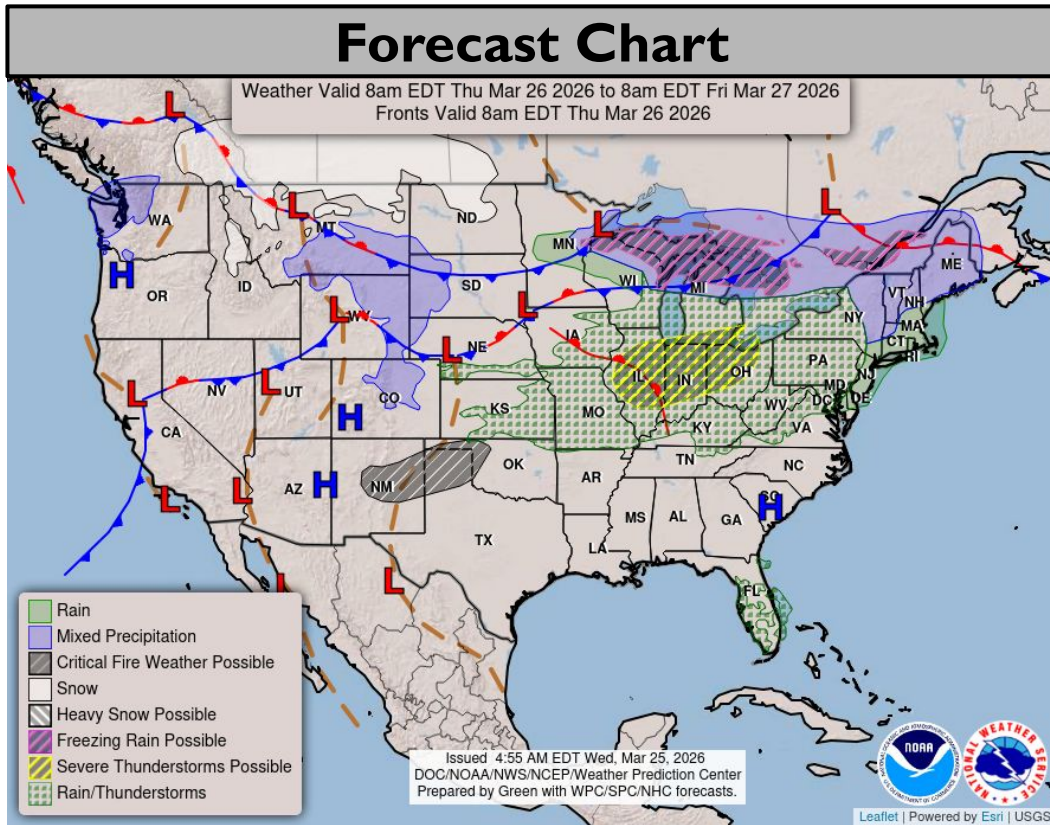 Forecast Chart
Weather Valid 8am EDT Thu Mar 26 2026 to 8am EDT Fri Mar 27 2026
Fronts Valid 8am EDT Thu Mar 26 2026
L
L
WA
L
MT
ND
MN
L
L
ME
H
OR
ID
SD
WI
MI
VT
NH
L
WY
L
IA
NY
MA
CT
RI
NE
L
PA
NJ
L
NV
L
UT
CO
IL
IN
OH
MD
DE
DC
WV
VA
H
KS
MO
KY
CA
L
L
AZ
H
NM
OK
AR
TN
NC
SC
H
MS
AL
GA
TX
LA
L
L
FL
Rain
Mixed Precipitation
Critical Fire Weather Possible
Snow
Heavy Snow Possible
Freezing Rain Possible
Severe Thunderstorms Possible
Rain/Thunderstorms
Issued 4:55 AM EDT Wed, Mar 25, 2026
DOC/NOAA/NWS/NCEP/Weather Prediction Center
Prepared by Green with WPC/SPC/NHC forecasts.
NOAA
NATIONAL WEATHER SERVICE
Leaflet | Powered by Esri | USGS